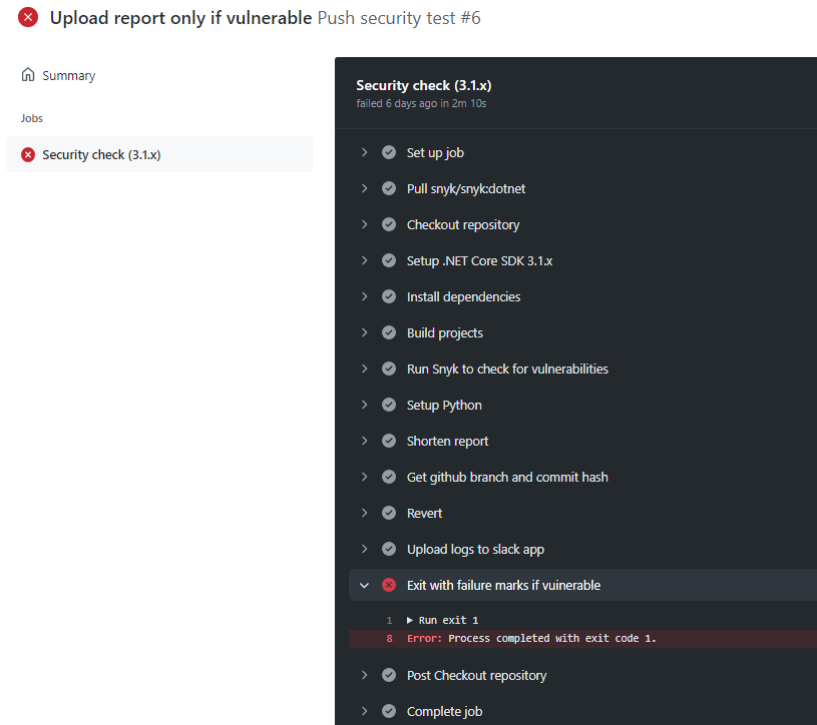 Upload report only if vulnerable Push security test #6
Summary
Jobs
Security check (3.1.x)
Security check (3.1.x)
failed 6 days ago in 2m 10s
Set up job
Pull snyk/snyk:dotnet
Checkout repository
Setup .NET Core SDK 3.1.x
Install dependencies
Build projects
Run Snyk to check for vulnerabilities
Setup Python
Shorten report
Get github branch and commit hash
Revert
Upload logs to slack app
Exit with failure marks if vuinerable
1 ▶ Run exit 1
8 Error: Process completed with exit code 1.
Post Checkout repository
Complete job